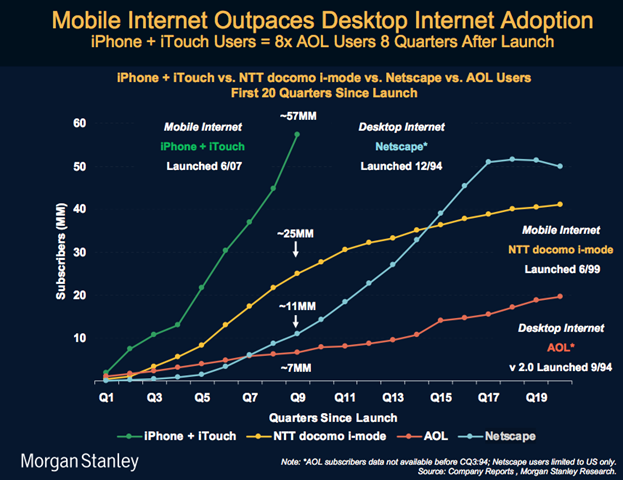 Mobile Internet Outpaces Desktop Internet Adoption
iPhone + iTouch Users = 8x AOL Users 8 Quarters After Launch
iPhone + iTouch vs. NTT docomo i-mode vs. Netscape vs. AOL Users
First 20 Quarters Since Launch
Mobile Internet
iPhone + iTouch
Launched 6/07
~57MM
Desktop Internet
Netscape*
Launched 12/94
~25MM
~11MM
~7MM
Mobile Internet
NTT docomo i-mode
Launched 6/99
Desktop Internet
AOL*
v 2.0 Launched 9/94
Subscribers (MM)
60
50
40
30
20
10
Q1 Q3 Q5 Q7 Q9 Q11 Q13 Q15 Q17 Q19
Quarters Since Launch
iPhone + iTouch NTT docomo i-mode AOL Netscape
Morgan Stanley
Note: *AOL subscribers data not available before CQ3:94; Netscape users limited to US only.
Source: Company Reports , Morgan Stanley Research.